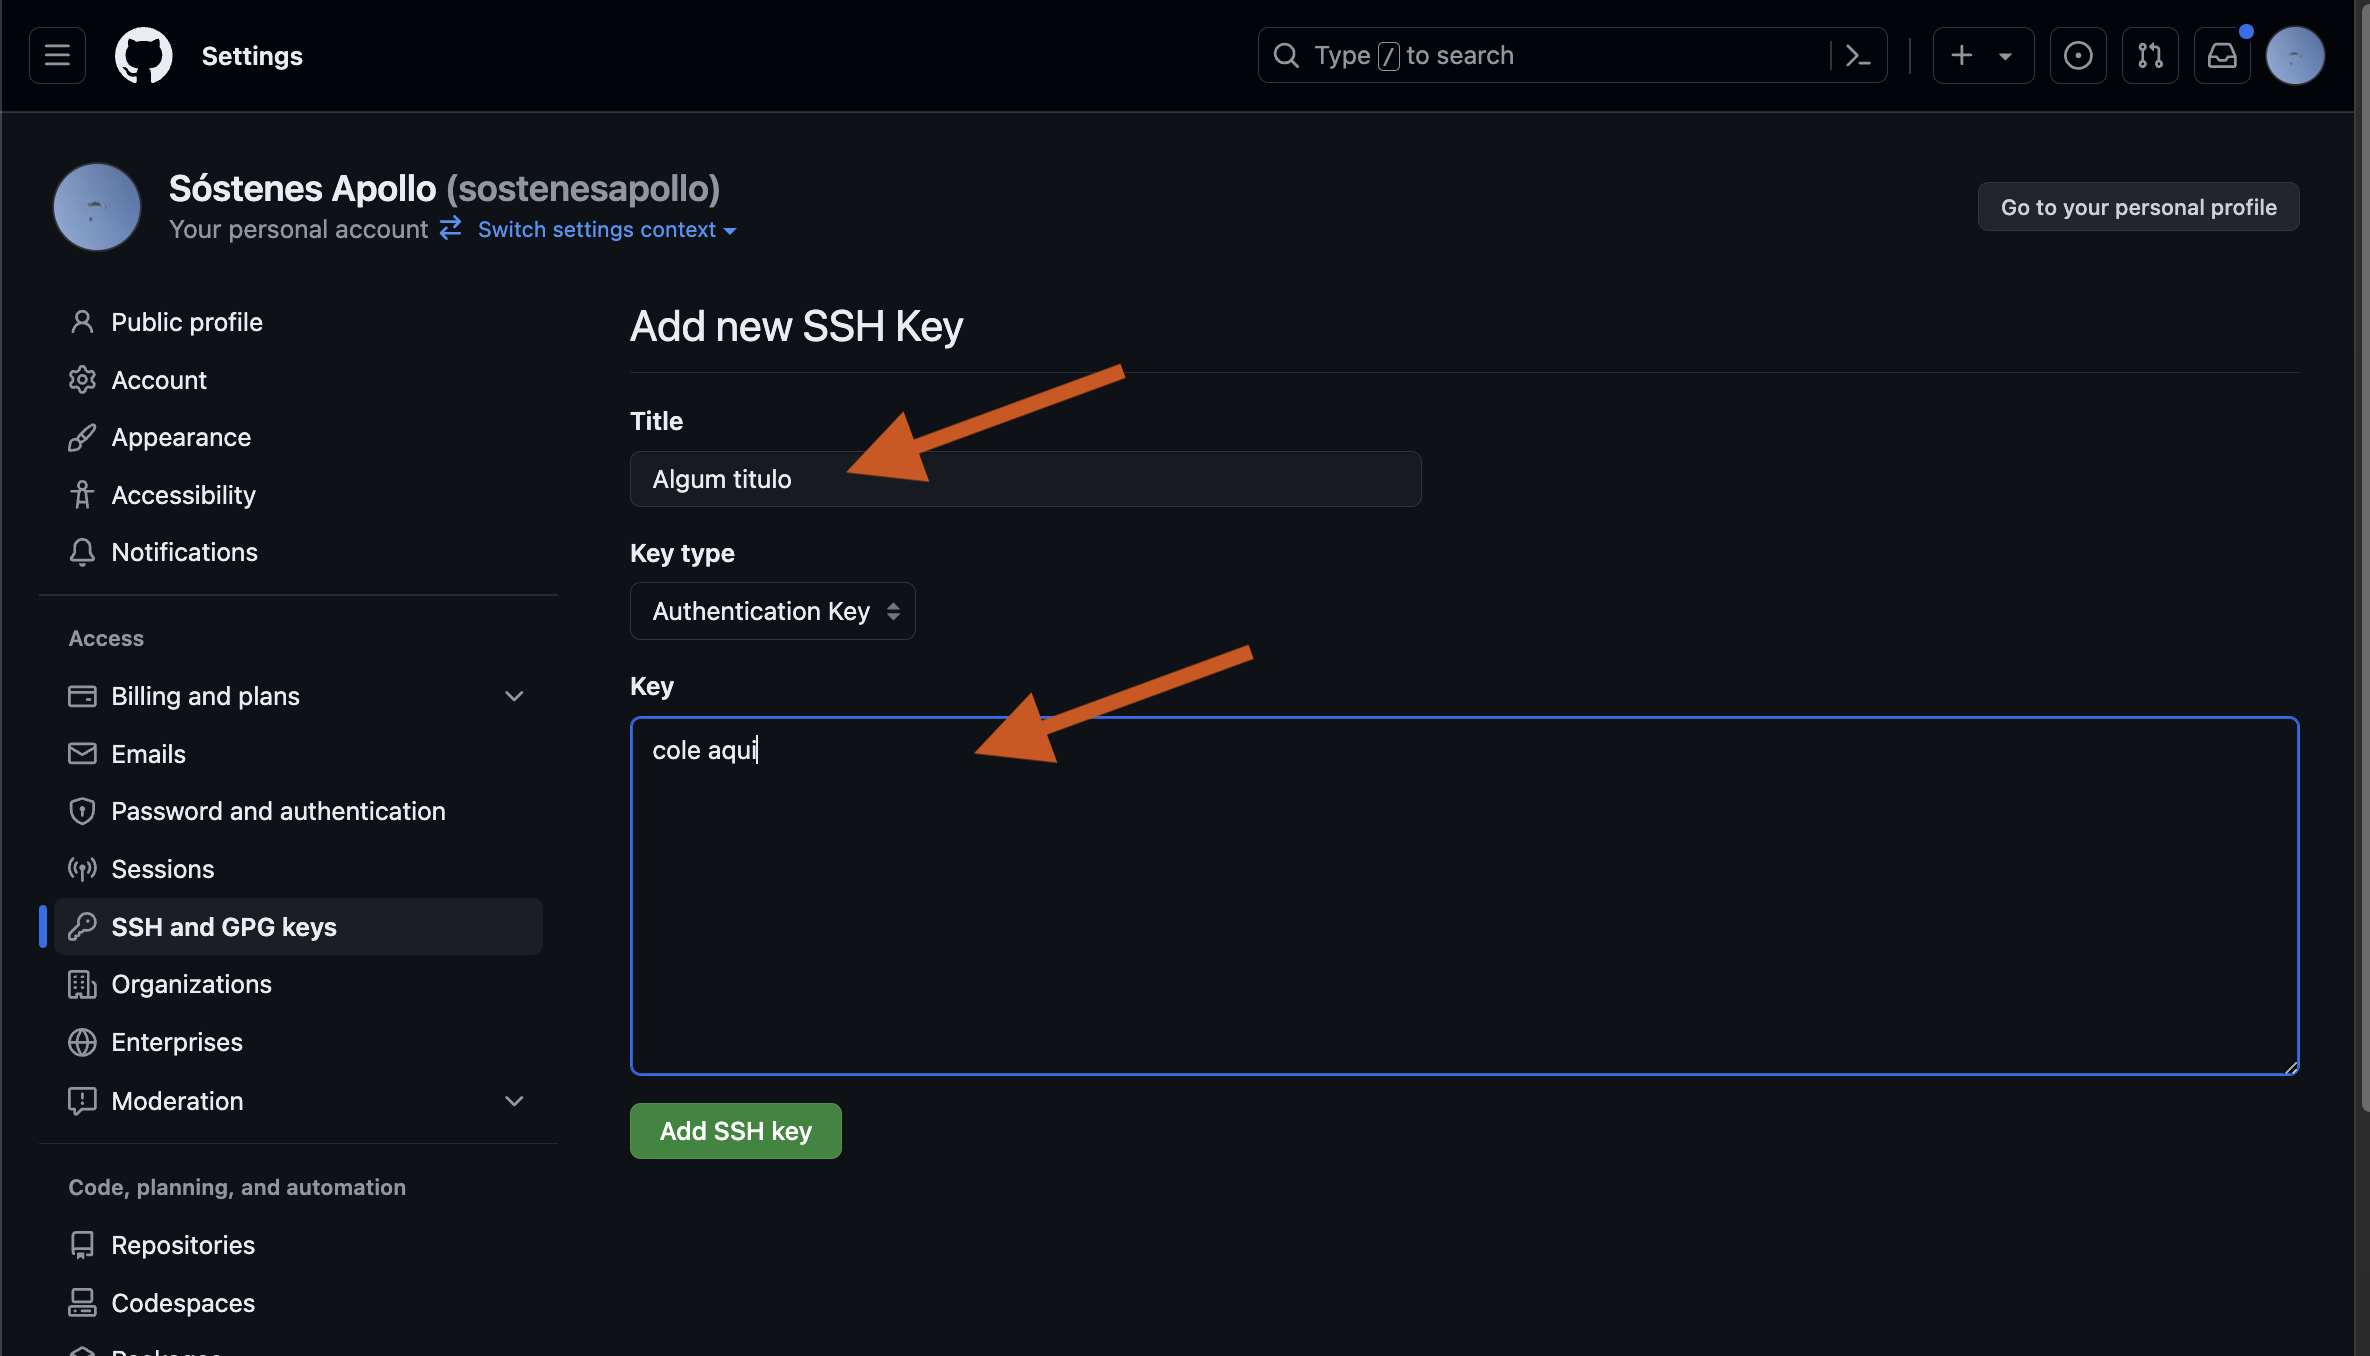 Settings
Type / to search
Sóstenes Apollo (sostenesapollo)
Your personal account Switch settings context
Go to your personal profile
Public profile
Account
Appearance
Accessibility
Notifications
Access
Billing and plans
Emails
Password and authentication
Sessions
SSH and GPG keys
Organizations
Enterprises
Moderation
Code, planning, and automation
Repositories
Codespaces
Packages
Add new SSH Key
Title
Algum titulo
Key type
Authentication Key
Key
cole aqui
Add SSH key